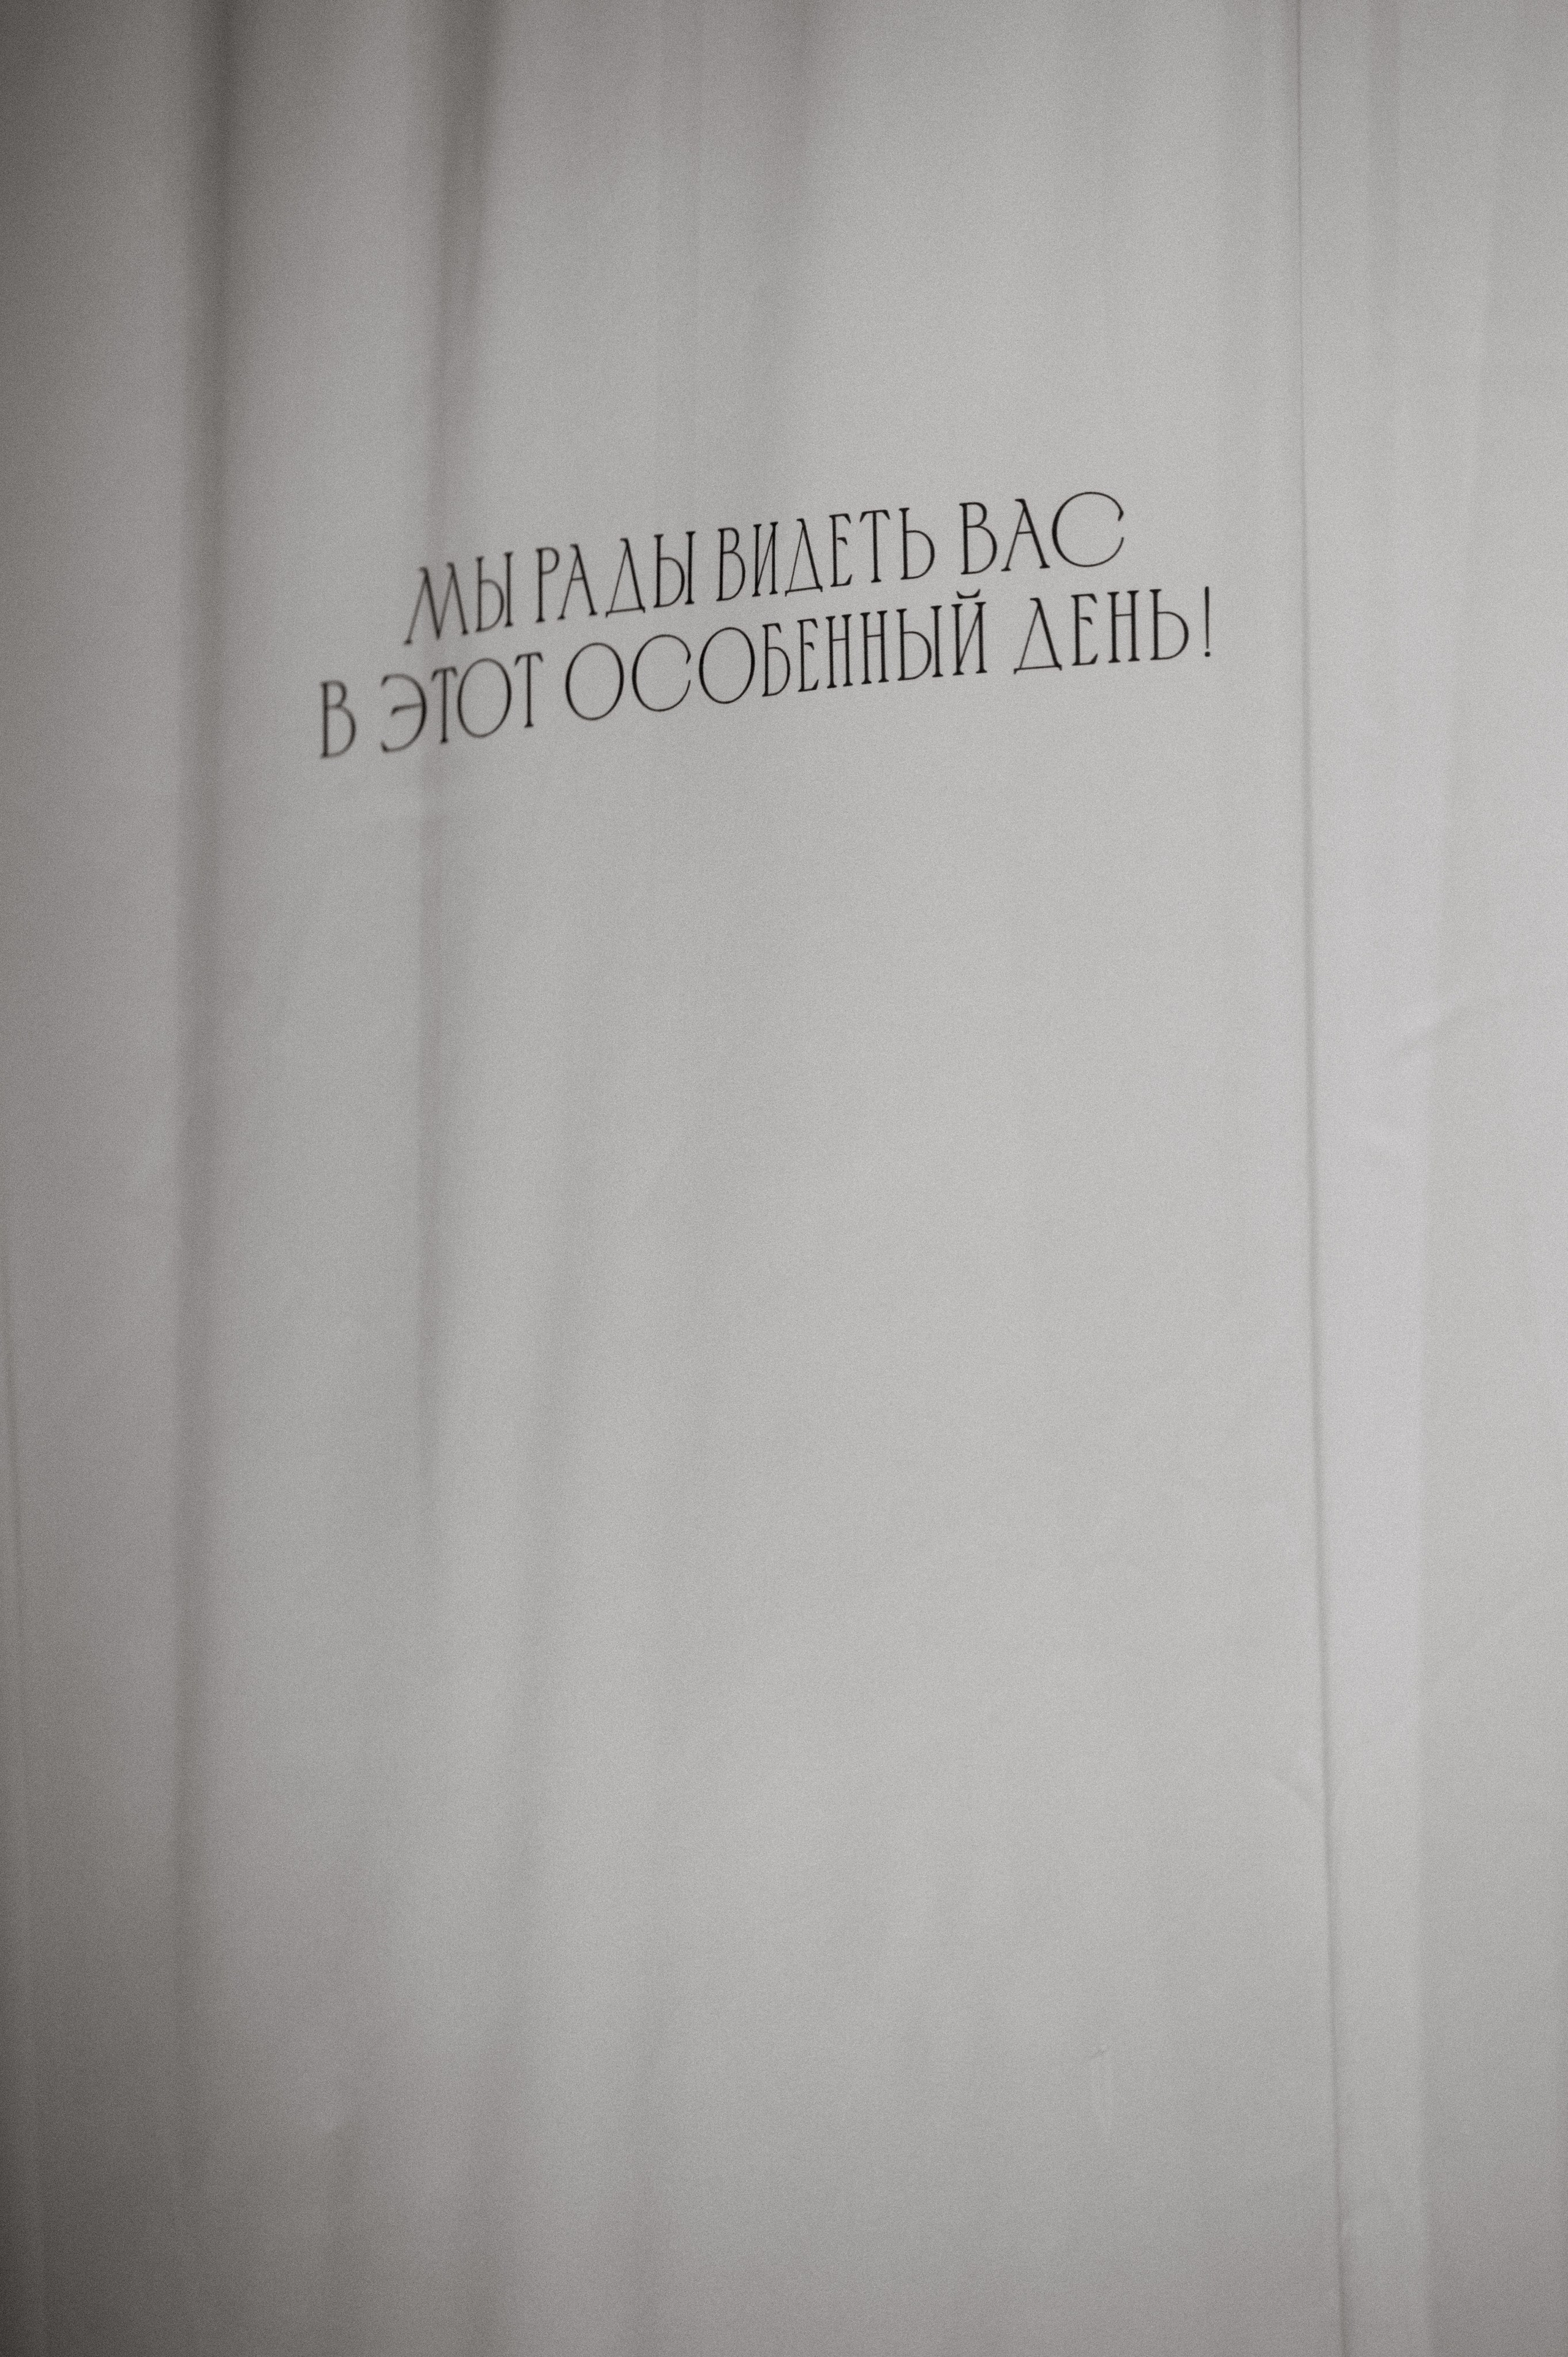 МЫ РАДЫ ВИДЕТЬ ВАС
В ЭТОТ ОСОБЕННЫЙ ДЕНЬ!